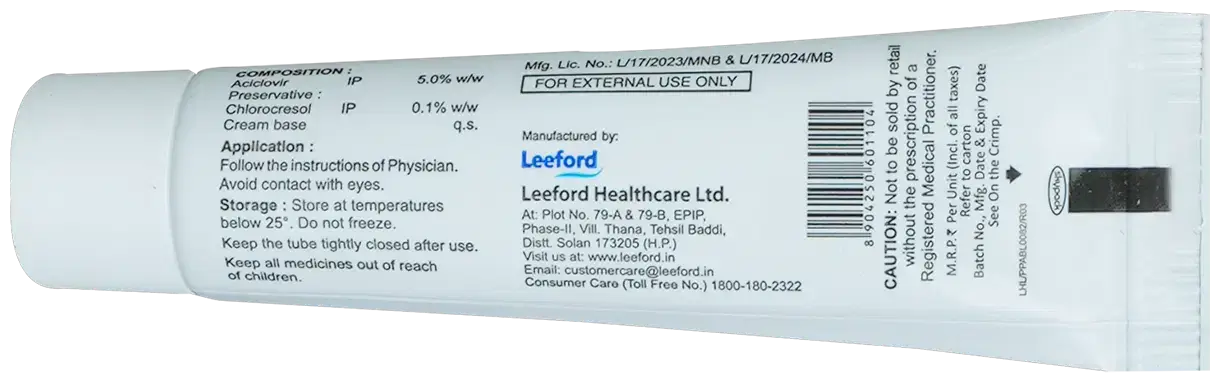 COMPOSITION :
Aciclovir IP 5.0% w/w
Preservative :
Chlorocresol IP 0.1% w/w
Cream base q.s.
Application :
Follow the instructions of Physician.
Avoid contact with eyes.
Storage : Store at temperatures
below 25°. Do not freeze.
Keep the tube tightly closed after use.
Keep all medicines out of reach
of children.
Mfg. Lic. No.: L/17/2023/MNB & L/17/2024/MB
FOR EXTERNAL USE ONLY
Manufactured by:
Leeford
Leeford Healthcare Ltd.
At: Plot No. 79-A & 79-B, EPIP,
Phase-II, Vill. Thana, Tehsil Baddi,
Distt. Solan 173205 (H.P.)
Visit us at: www.leeford.in
Email: customercare@leeford.in
Consumer Care (Toll Free No.) 1800-180-2322
8904250601104
CAUTION: Not to be sold by retail
without the prescription of a
Registered Medical Practitioner.
M.R.P.₹ Per Unit (Incl. of all taxes)
Refer to carton
Batch No., Mfg. Date & Expiry Date
See On the Crimp.
LHL/PPABL0082/R03
skypack